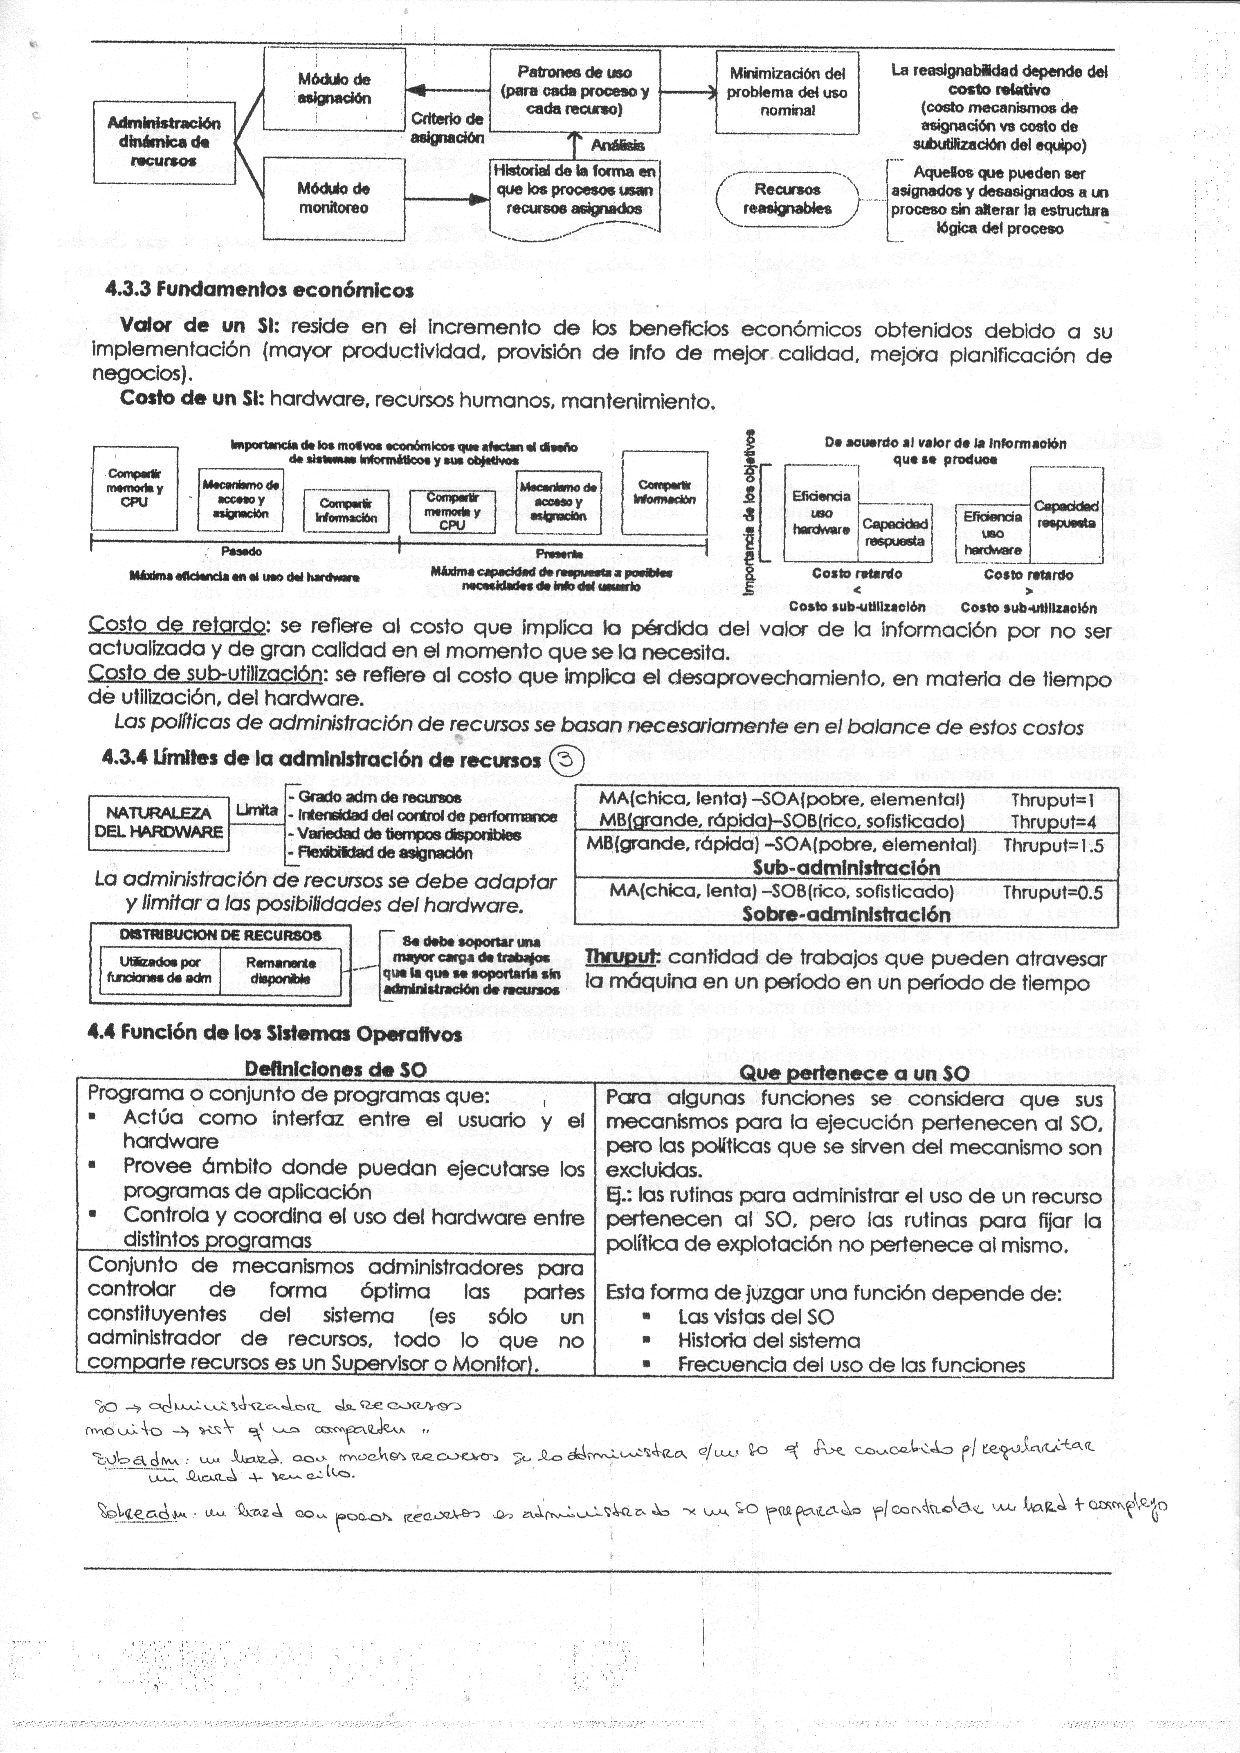 Administración
dinámica de
recursos
Módulo de
asignación
Módulo de
monitoreo
Criterio de
asignación
Patrones de uso
(para cada proceso y
cada recurso)
Análisis
Historial de la forma en
que los procesos usan
recursos asignados
Minimización del
problema del uso
nominal
Recursos
reasignables
La reasignabilidad depende del
costo relativo
(costo mecanismos de
asignación vs costo de
subutilización del equipo)
Aquellos que pueden ser
asignados y desasignados a un
proceso sin alterar la estructura
lógica del proceso
4.3.3 Fundamentos económicos
Valor de un SI: reside en el incremento de los beneficios económicos obtenidos debido a su
implementación (mayor productividad, provisión de info de mejor calidad, mejora planificación de
negocios).
Costo de un SI: hardware, recursos humanos, mantenimiento.
Importancia de los motivos económicos que afectan el diseño
de sistemas informáticos y sus objetivos
Compartir
memoria y
CPU
Mecanismo de
acceso y
asignación
Compartir
información
Compartir
memoria y
CPU
Mecanismo de
acceso y
asignación
Compartir
información
Pasado
Presente
Máxima eficiencia en el uso del hardware
Máxima capacidad de respuesta a posibles
necesidades de info del usuario
Importancia de los objetivos
De acuerdo al valor de la información
que se produce
Eficiencia
uso
hardware
Capacidad
respuesta
Eficiencia
uso
hardware
Capacidad
respuesta
Costo retardo
<
Costo sub-utilización
Costo retardo
>
Costo sub-utilización
Costo de retardo: se refiere al costo que implica la pérdida del valor de la información por no ser
actualizada y de gran calidad en el momento que se la necesita.
Costo de sub-utilización: se refiere al costo que implica el desaprovechamiento, en materia de tiempo
de utilización, del hardware.
Las políticas de administración de recursos se basan necesariamente en el balance de estos costos
4.3.4 Límites de la administración de recursos 3
NATURALEZA
DEL HARDWARE
Limita
- Grado adm de recursos
- Intensidad del control de performance
- Variedad de tiempos disponibles
- Flexibilidad de asignación
La administración de recursos se debe adaptar
y limitar a las posibilidades del hardware.
MA(chica, lenta) –SOA(pobre, elemental) Thruput=1
MB(grande, rápida)–SOB(rico, sofisticado) Thruput=4
MB(grande, rápida) –SOA(pobre, elemental) Thruput=1.5
Sub-administración
MA(chica, lenta) –SOB(rico, sofisticado) Thruput=0.5
Sobre-administración
DISTRIBUCION DE RECURSOS
Utilizados por
funciones de adm
Remanente
disponible
Se debe soportar una
mayor carga de trabajos
que la que se soportaría sin
administración de recursos
Thruput: cantidad de trabajos que pueden atravesar
la máquina en un período en un período de tiempo
4.4 Función de los Sistemas Operativos
Definiciones de SO
Programa o conjunto de programas que:
▪ Actúa como interfaz entre el usuario y el
hardware
▪ Provee ámbito donde puedan ejecutarse los
programas de aplicación
▪ Controla y coordina el uso del hardware entre
distintos programas
Conjunto de mecanismos administradores para
controlar de forma óptima las partes
constituyentes del sistema (es sólo un
administrador de recursos, todo lo que no
comparte recursos es un Supervisor o Monitor).
Que pertenece a un SO
Para algunas funciones se considera que sus
mecanismos para la ejecución pertenecen al SO,
pero las políticas que se sirven del mecanismo son
excluidas.
Ej.: las rutinas para administrar el uso de un recurso
pertenecen al SO, pero las rutinas para fijar la
política de explotación no pertenece al mismo.
Esta forma de juzgar una función depende de:
▪ Las vistas del SO
▪ Historia del sistema
▪ Frecuencia del uso de las funciones
SO → administrador de recursos
monito → sist q' no comparten "
Subadm: un hard. con muchos recursos se lo administra c/un SO q' fue concebido p/ regularitar
un hard + sencillo.
Sobreadm. un hard con pocos recursos es administrado x un SO preparado p/controlar un hard + complejo